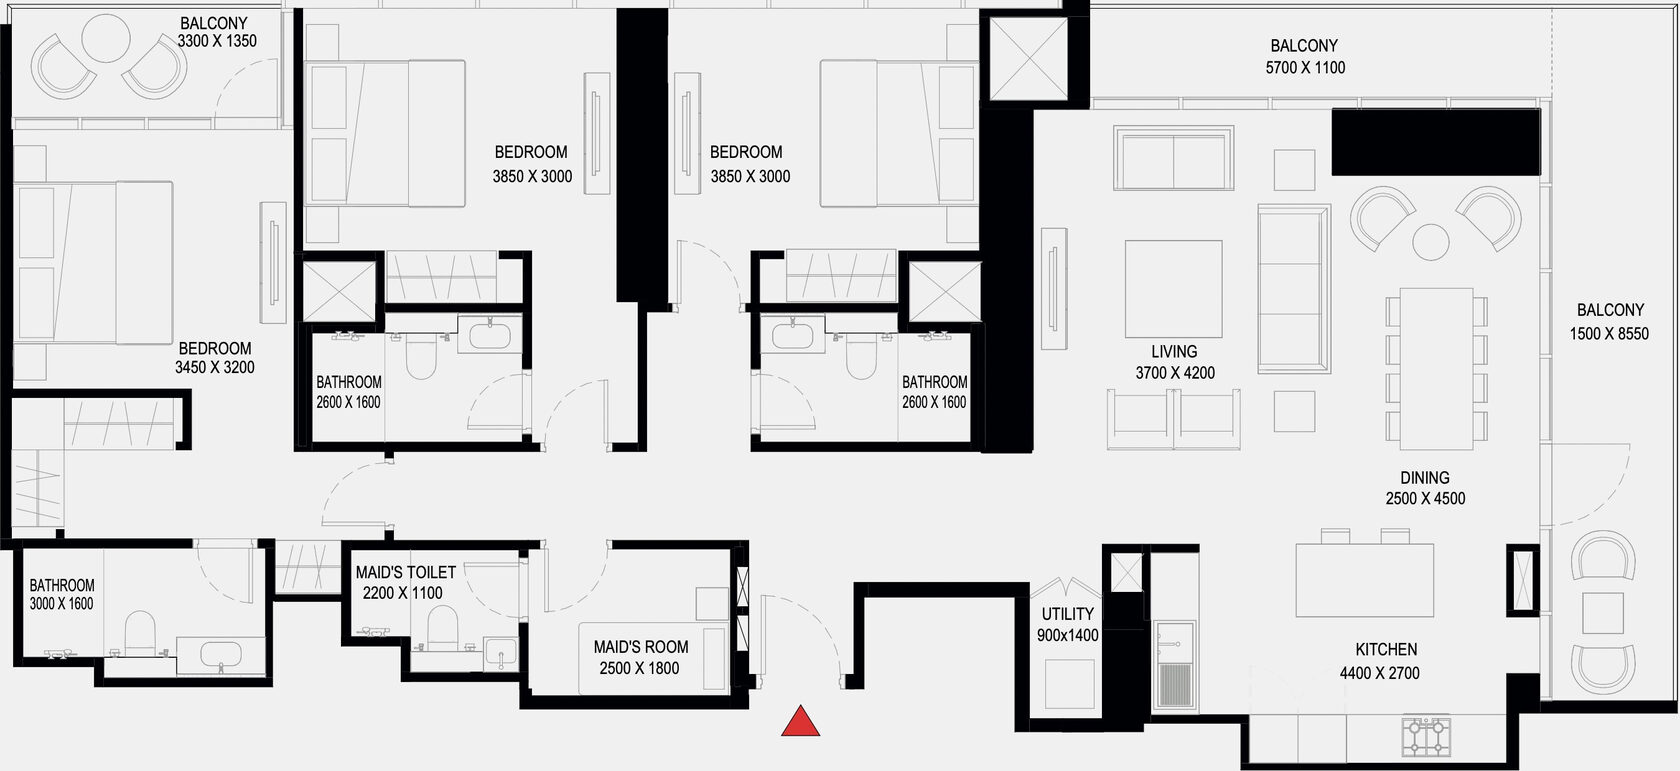 BALCONY
3300 X 1350
BALCONY
5700 X 1100
BEDROOM
3850 X 3000
BEDROOM
3850 X 3000
BALCONY
1500 X 8550
BEDROOM
3450 X 3200
LIVING
3700 X 4200
BATHROOM
2600 X 1600
BATHROOM
2600 X 1600
DINING
2500 X 4500
BATHROOM
3000 X 1600
MAID'S TOILET
2200 X 1100
UTILITY
900x1400
MAID'S ROOM
2500 X 1800
KITCHEN
4400 X 2700